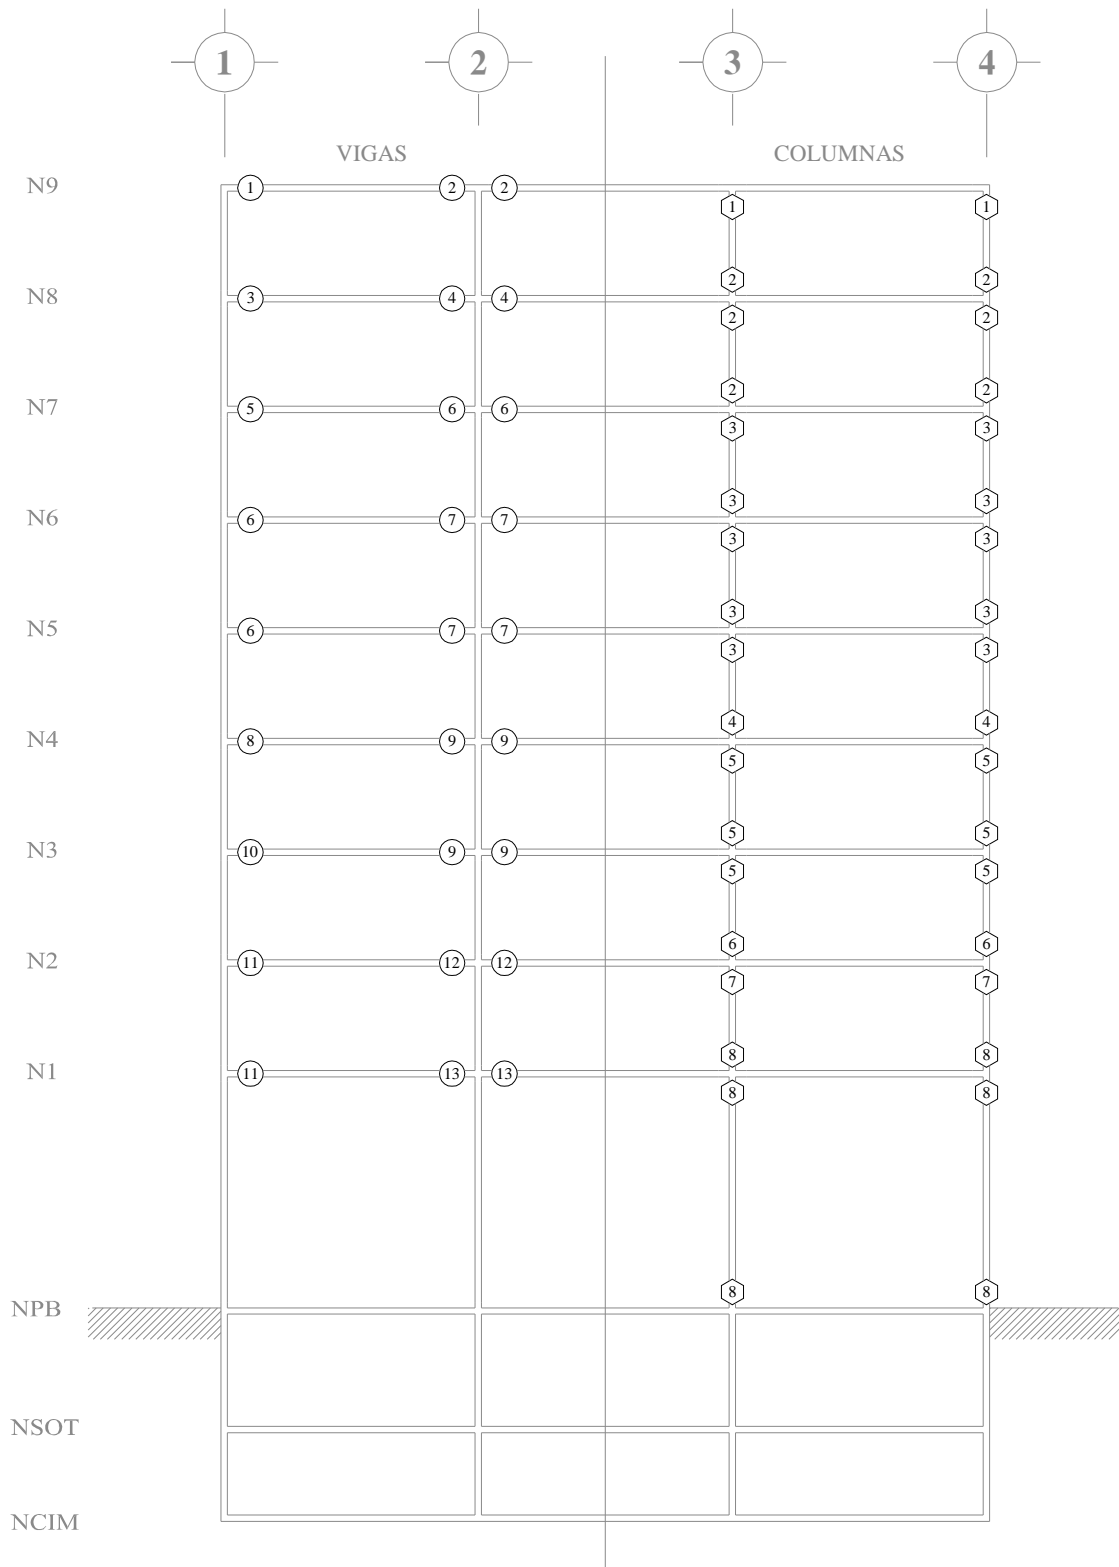 1 2 3 4
VIGAS COLUMNAS
N9 1 2 2
1 1
2 2
N8 3 4 4
2 2
2 2
N7 5 6 6
3 3
3 3
N6 6 7 7
3 3
3 3
N5 6 7 7
3 3
4 4
N4 8 9 9
5 5
5 5
N3 10 9 9
5 5
6 6
N2 11 12 12
7 7
8 8
N1 11 13 13
8 8
8 8
NPB
NSOT
NCIM